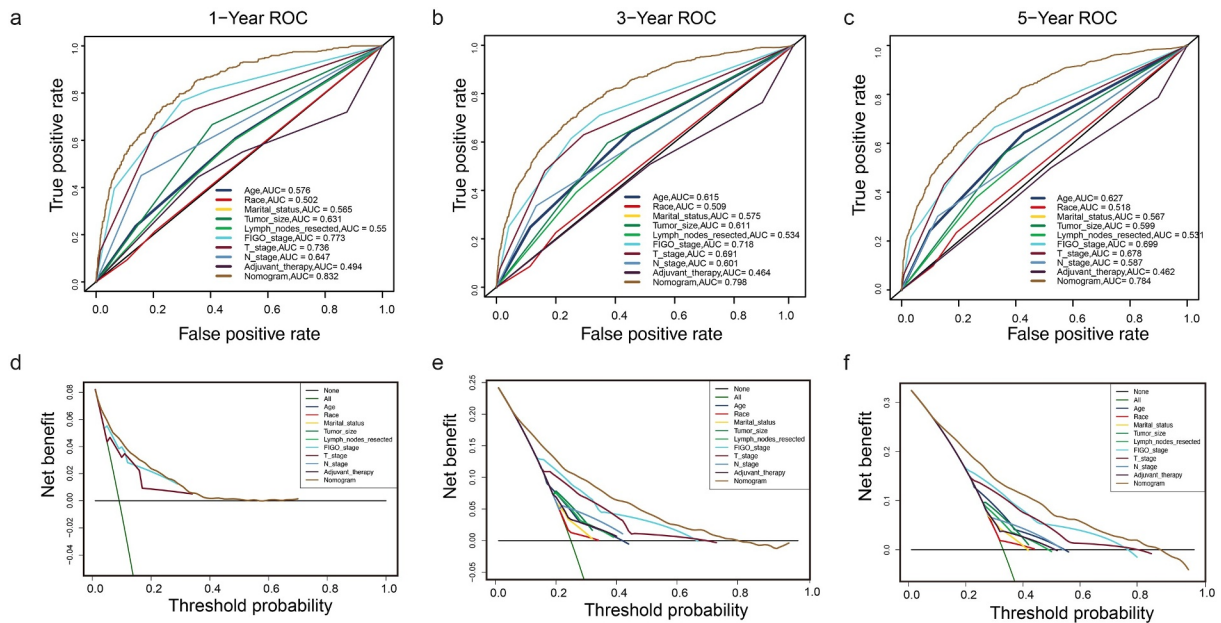 a
1-Year ROC
True positive rate
1.0
0.8
0.6
0.4
0.2
0.0
Age,AUC= 0.576
Race,AUC = 0.502
Marital_status,AUC = 0.565
Tumor_size,AUC = 0.631
Lymph_nodes_resected,AUC = 0.55
FIGO_stage,AUC = 0.773
T_stage,AUC = 0.736
N_stage,AUC = 0.647
Adjuvant_therapy,AUC= 0.494
Nomogram,AUC= 0.832
0.0 0.2 0.4 0.6 0.8 1.0
False positive rate
b
3-Year ROC
True positive rate
1.0
0.8
0.6
0.4
0.2
0.0
Age,AUC= 0.615
Race,AUC = 0.509
Marital_status,AUC = 0.575
Tumor_size,AUC = 0.611
Lymph_nodes_resected,AUC = 0.534
FIGO_stage,AUC = 0.718
T_stage,AUC = 0.691
N_stage,AUC = 0.601
Adjuvant_therapy,AUC= 0.464
Nomogram,AUC= 0.798
0.0 0.2 0.4 0.6 0.8 1.0
False positive rate
c
5-Year ROC
True positive rate
1.0
0.8
0.6
0.4
0.2
0.0
Age,AUC= 0.627
Race,AUC = 0.518
Marital_status,AUC = 0.567
Tumor_size,AUC = 0.599
Lymph_nodes_resected,AUC = 0.531
FIGO_stage,AUC = 0.699
T_stage,AUC = 0.678
N_stage,AUC = 0.587
Adjuvant_therapy,AUC= 0.462
Nomogram,AUC= 0.784
0.0 0.2 0.4 0.6 0.8 1.0
False positive rate
d
Net benefit
0.08
0.06
0.04
0.02
0.00
-0.02
-0.04
None
All
Age
Race
Marital_status
Tumor_size
Lymph_nodes_resected
FIGO_stage
T_stage
N_stage
Adjuvant_therapy
Nomogram
0.0 0.2 0.4 0.6 0.8 1.0
Threshold probability
e
Net benefit
0.25
0.20
0.15
0.10
0.05
0.00
-0.05
None
All
Age
Race
Marital_status
Tumor_size
Lymph_nodes_resected
FIGO_stage
T_stage
N_stage
Adjuvant_therapy
Nomogram
0.0 0.2 0.4 0.6 0.8 1.0
Threshold probability
f
Net benefit
0.3
0.2
0.1
0.0
None
All
Age
Race
Marital_status
Tumor_size
Lymph_nodes_resected
FIGO_stage
T_stage
N_stage
Adjuvant_therapy
Nomogram
0.0 0.2 0.4 0.6 0.8 1.0
Threshold probability